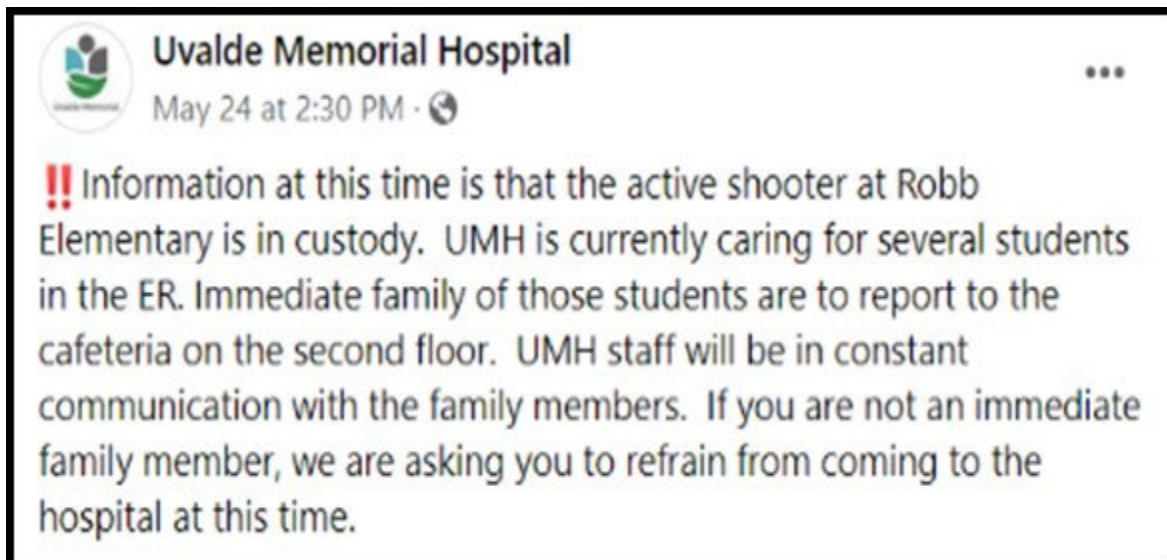 Uvalde Memorial Hospital
May 24 at 2:30 PM ·
‼️Information at this time is that the active shooter at Robb
Elementary is in custody.  UMH is currently caring for several students
in the ER. Immediate family of those students are to report to the
cafeteria on the second floor.  UMH staff will be in constant
communication with the family members.  If you are not an immediate
family member, we are asking you to refrain from coming to the
hospital at this time.